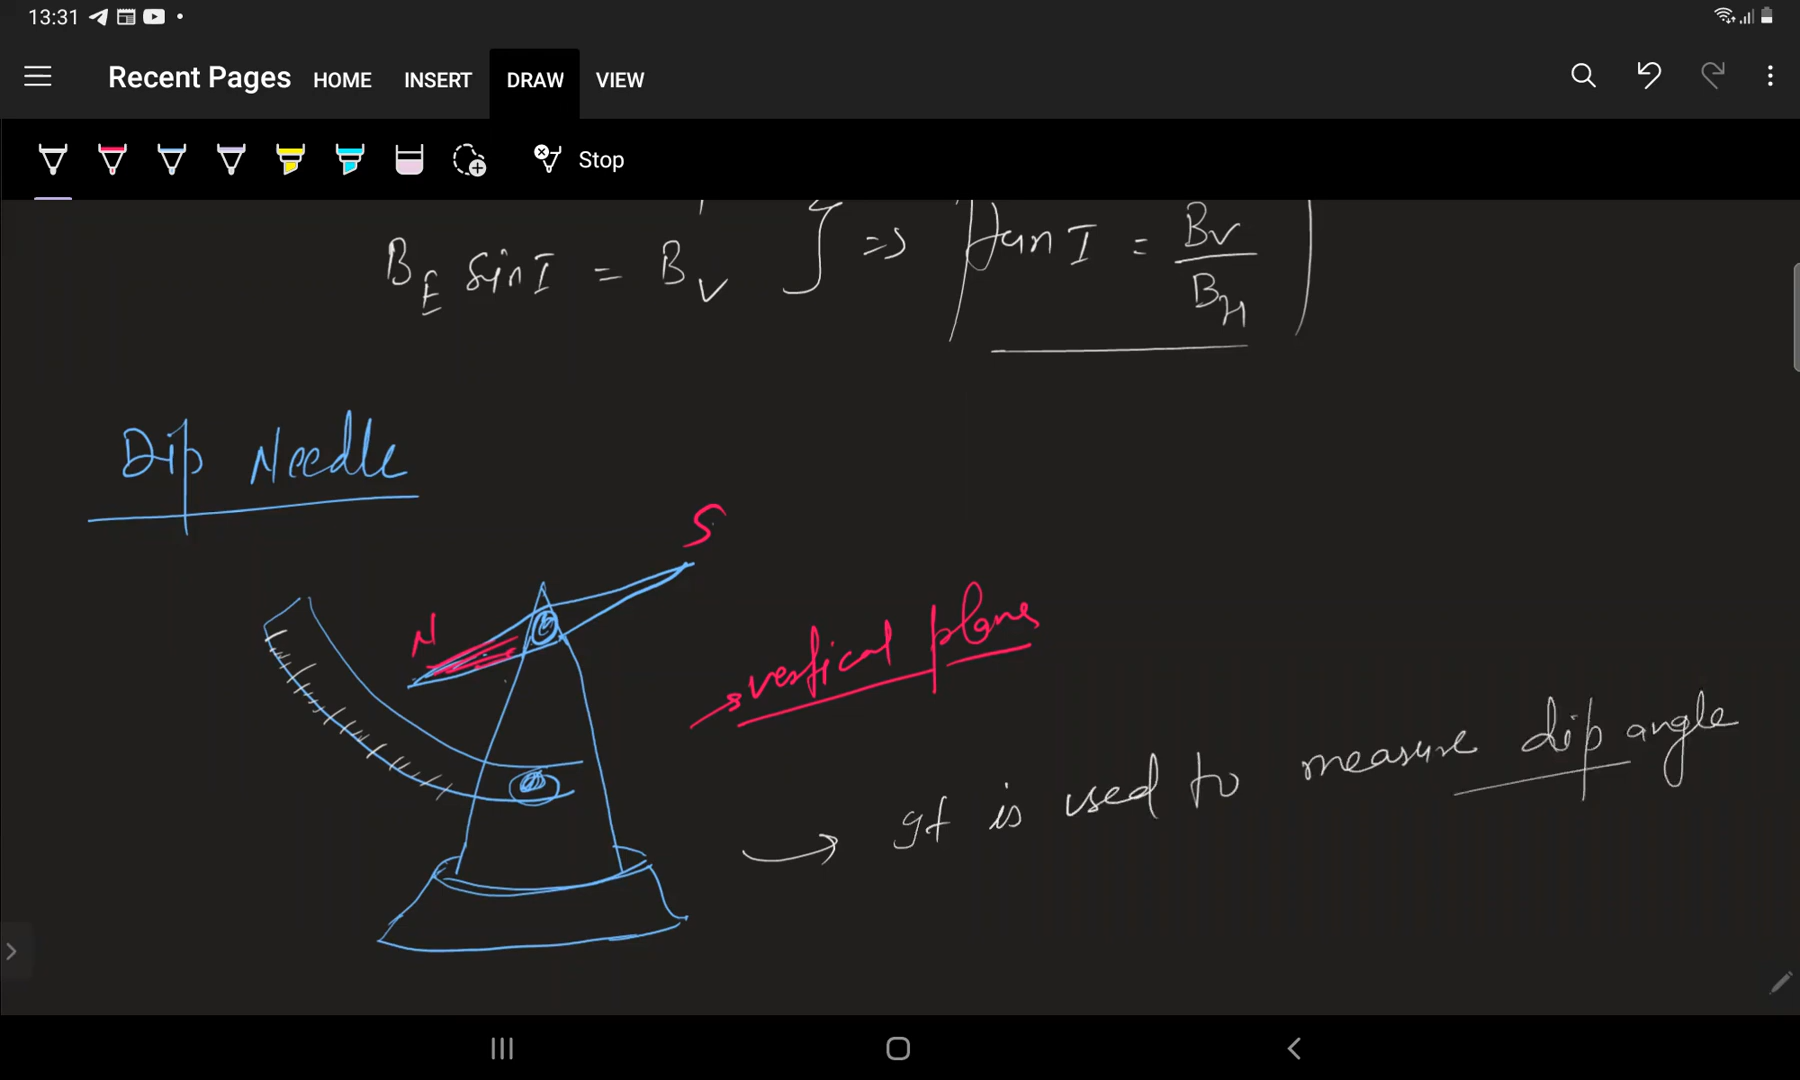 13:31
Recent Pages HOME INSERT DRAW VIEW
Stop
B_E sin I = B_V } => tan I = B_V / B_H
Dip Needle
S
N
→ vertical plane
→ It is used to measure dip angle